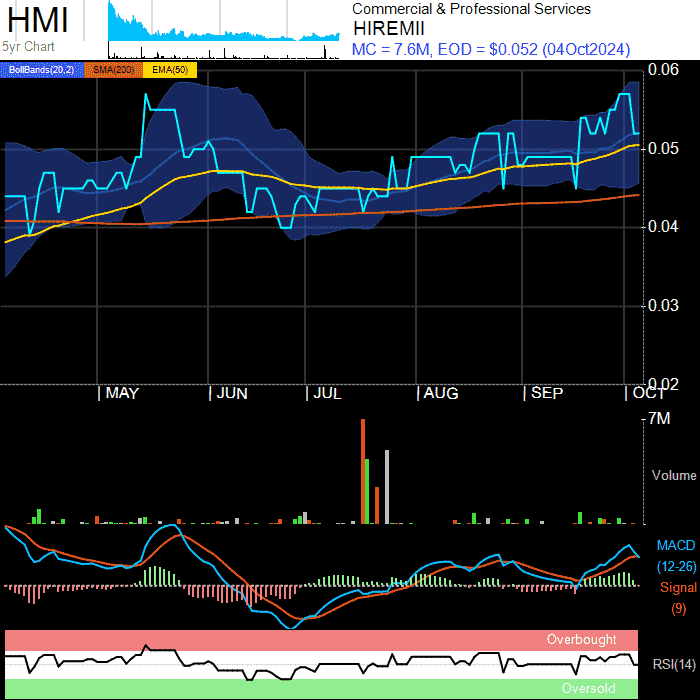 HMI
5yr Chart
Commercial & Professional Services
HIREMII
MC = 7.6M, EOD = $0.052 (04Oct2024)
BollBands(20,2) SMA(200) EMA(50)
0.06
0.05
0.04
0.03
0.02
MAY JUN JUL AUG SEP OCT
7M
Volume
MACD
(12-26)
Signal
(9)
Overbought
RSI(14)
Oversold